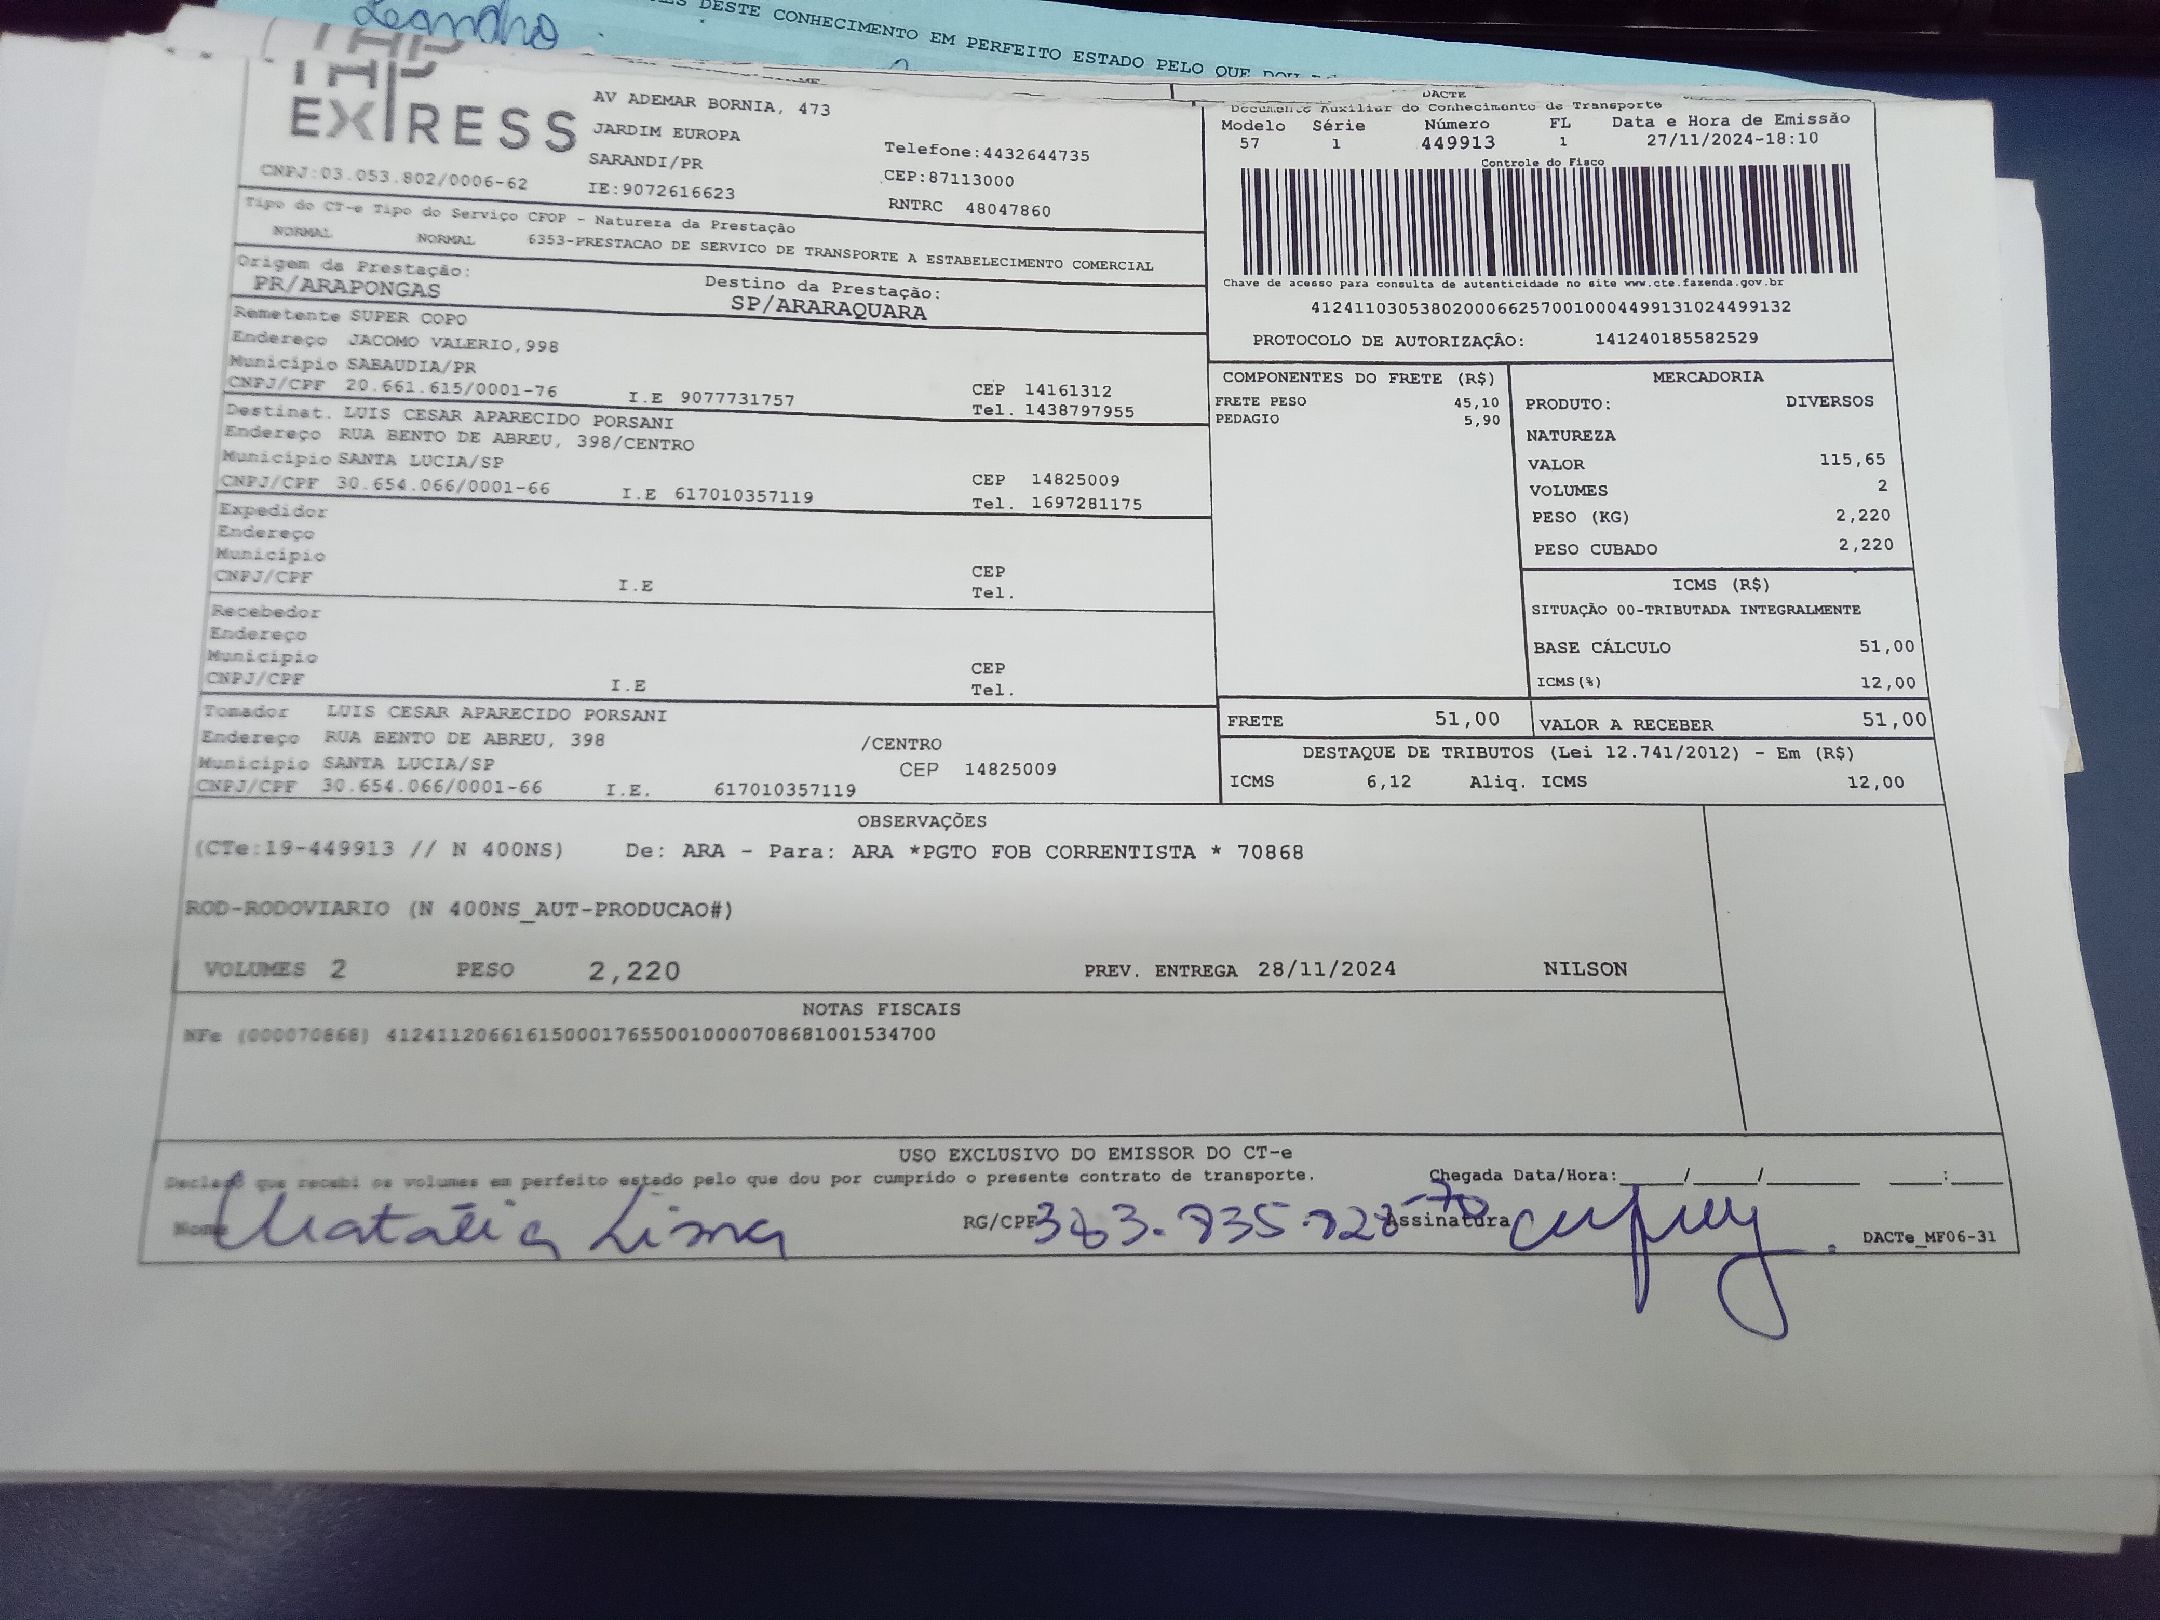 Leandro
DESTE CONHECIMENTO EM PERFEITO ESTADO PELO QUE DOU
EXPRESS
AV ADEMAR BORNIA, 473
JARDIM EUROPA
SARANDI/PR
IE:9072616623
Telefone:4432644735
CEP:87113000
RNTRC 48047860
CNPJ:03.053.802/0006-62
DACTE
Documento Auxiliar do Conhecimento de Transporte
Modelo Série Número FL Data e Hora de Emissão
57 1 449913 1 27/11/2024-18:10
Controle do Fisco
Chave de acesso para consulta de autenticidade no site www.cte.fazenda.gov.br
41241103053802000662570010004499131024499132
PROTOCOLO DE AUTORIZAÇÃO: 141240185582529
Tipo do CT-e Tipo do Serviço CFOP - Natureza da Prestação
NORMAL NORMAL 6353-PRESTACAO DE SERVICO DE TRANSPORTE A ESTABELECIMENTO COMERCIAL
Origem da Prestação: Destino da Prestação:
PR/ARAPONGAS SP/ARARAQUARA
Remetente SUPER COPO
Endereço JACOMO VALERIO,998
Município SABAUDIA/PR CEP 14161312
CNPJ/CPF 20.661.615/0001-76 I.E 9077731757 Tel. 1438797955
Destinat. LUIS CESAR APARECIDO PORSANI
Endereço RUA BENTO DE ABREU, 398/CENTRO
Município SANTA LUCIA/SP CEP 14825009
CNPJ/CPF 30.654.066/0001-66 I.E 617010357119 Tel. 1697281175
Expedidor
Endereço
Município CEP
CNPJ/CPF I.E Tel.
Recebedor
Endereço
Município CEP
CNPJ/CPF I.E Tel.
Tomador LUIS CESAR APARECIDO PORSANI
Endereço RUA BENTO DE ABREU, 398 /CENTRO
Município SANTA LUCIA/SP CEP 14825009
CNPJ/CPF 30.654.066/0001-66 I.E. 617010357119
COMPONENTES DO FRETE (R$)
FRETE PESO 45,10
PEDAGIO 5,90
MERCADORIA
PRODUTO: DIVERSOS
NATUREZA
VALOR 115,65
VOLUMES 2
PESO (KG) 2,220
PESO CUBADO 2,220
ICMS (R$)
SITUAÇÃO 00-TRIBUTADA INTEGRALMENTE
BASE CÁLCULO 51,00
ICMS(%) 12,00
FRETE 51,00 VALOR A RECEBER 51,00
DESTAQUE DE TRIBUTOS (Lei 12.741/2012) - Em (R$)
ICMS 6,12 Aliq. ICMS 12,00
OBSERVAÇÕES
(CTe:19-449913 // N 400NS) De: ARA - Para: ARA *PGTO FOB CORRENTISTA * 70868
ROD-RODOVIARIO (N 400NS_AUT-PRODUCAO#)
VOLUMES 2 PESO 2,220 PREV. ENTREGA 28/11/2024 NILSON
NOTAS FISCAIS
NFe (000070868) 41241120661615000176550010000708681001534700
USO EXCLUSIVO DO EMISSOR DO CT-e
Declaro que recebi os volumes em perfeito estado pelo que dou por cumprido o presente contrato de transporte. Chegada Data/Hora:____/____/____ ____:____
Nome Natalia Lima RG/CPF Assinatura
DACTe_MF06-31